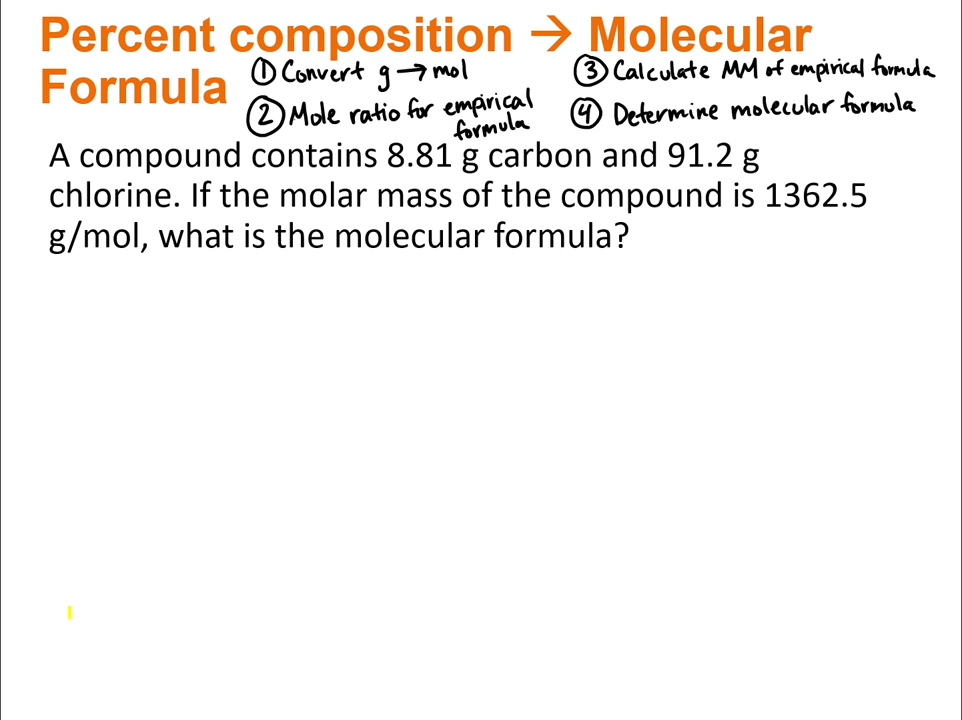 Percent composition → Molecular
Formula
① Convert g → mol
② Mole ratio for empirical
formula
③ Calculate MM of empirical formula
④ Determine molecular formula
A compound contains 8.81 g carbon and 91.2 g
chlorine. If the molar mass of the compound is 1362.5
g/mol, what is the molecular formula?